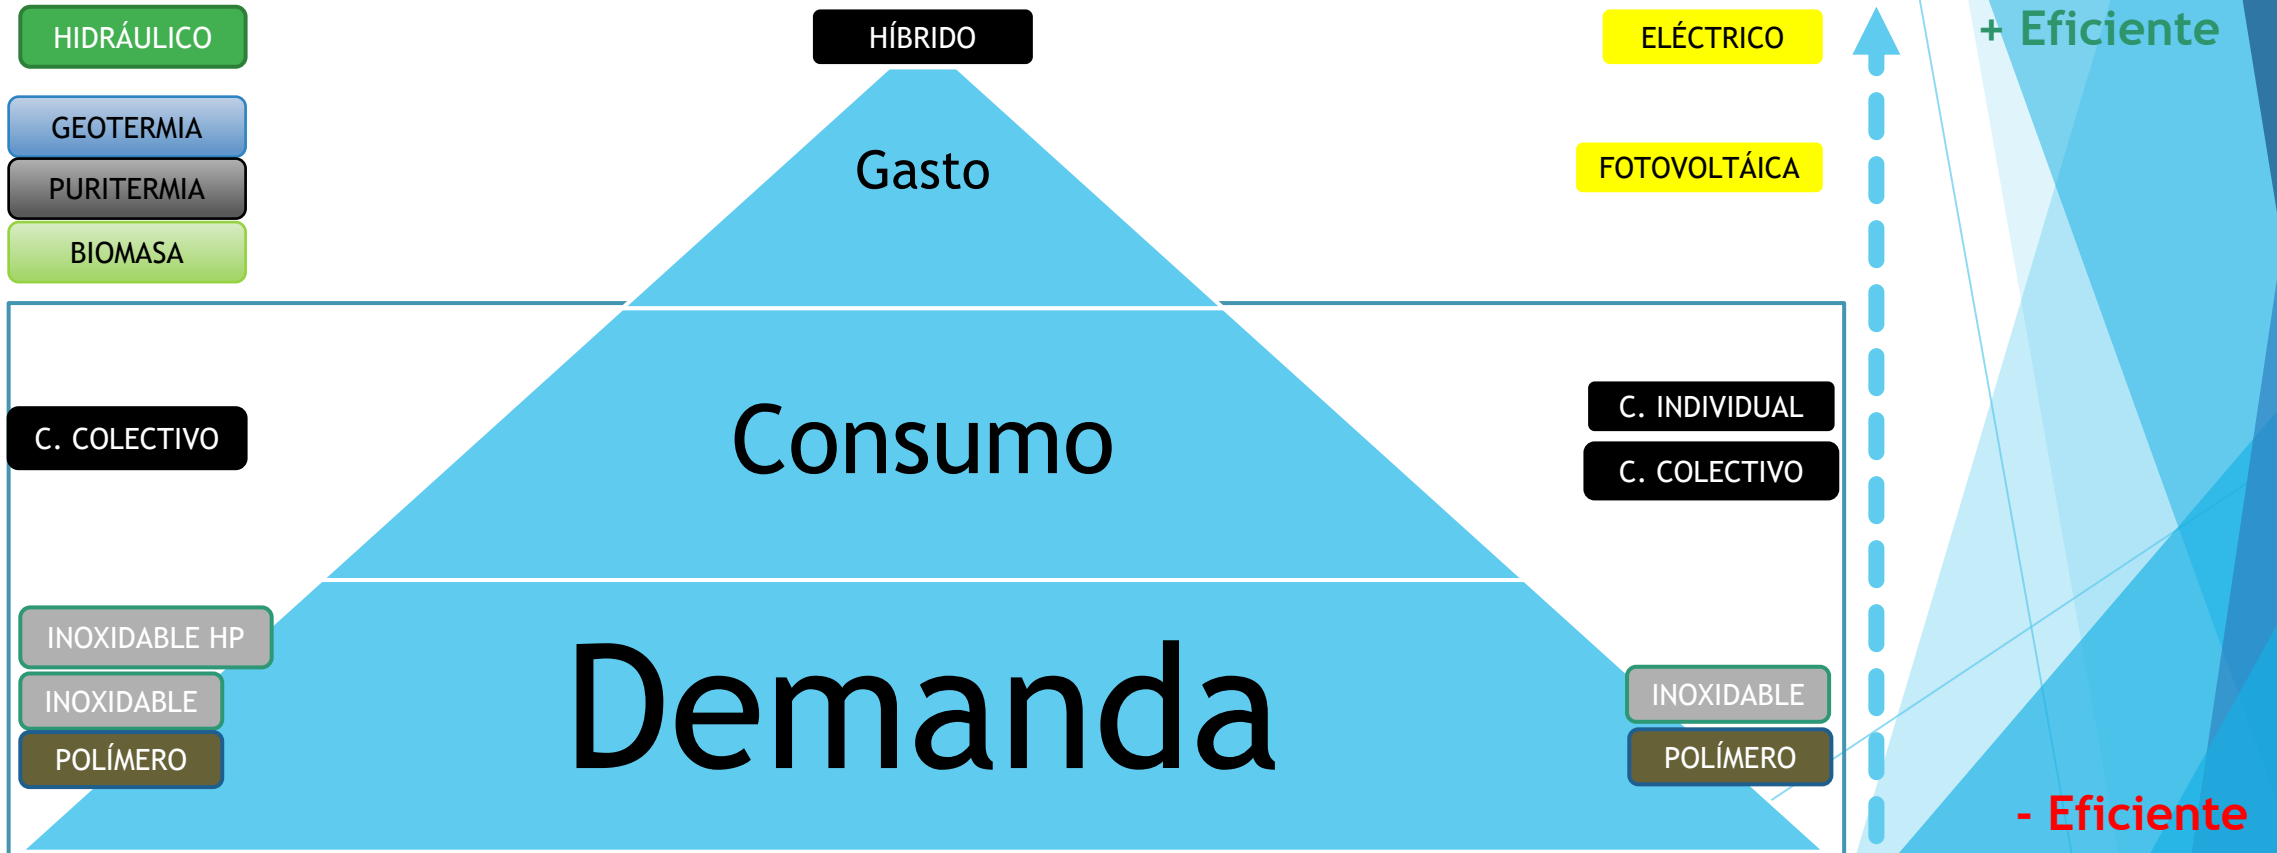 HIDRÁULICO
HÍBRIDO
ELÉCTRICO
+ Eficiente
GEOTERMIA
PURITERMIA
BIOMASA
Gasto
FOTOVOLTÁICA
C. COLECTIVO
Consumo
C. INDIVIDUAL
C. COLECTIVO
INOXIDABLE HP
INOXIDABLE
POLÍMERO
Demanda
INOXIDABLE
POLÍMERO
- Eficiente